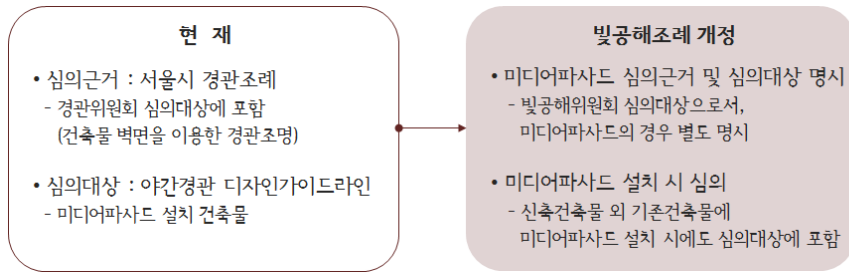 현 재
• 심의근거 : 서울시 경관조례
- 경관위원회 심의대상에 포함
(건축물 벽면을 이용한 경관조명)
• 심의대상 : 야간경관 디자인가이드라인
- 미디어파사드 설치 건축물
빛공해조례 개정
• 미디어파사드 심의근거 및 심의대상 명시
- 빛공해위원회 심의대상으로서,
미디어파사드의 경우 별도 명시
• 미디어파사드 설치 시 심의
- 신축건축물 외 기존건축물에
미디어파사드 설치 시에도 심의대상에 포함